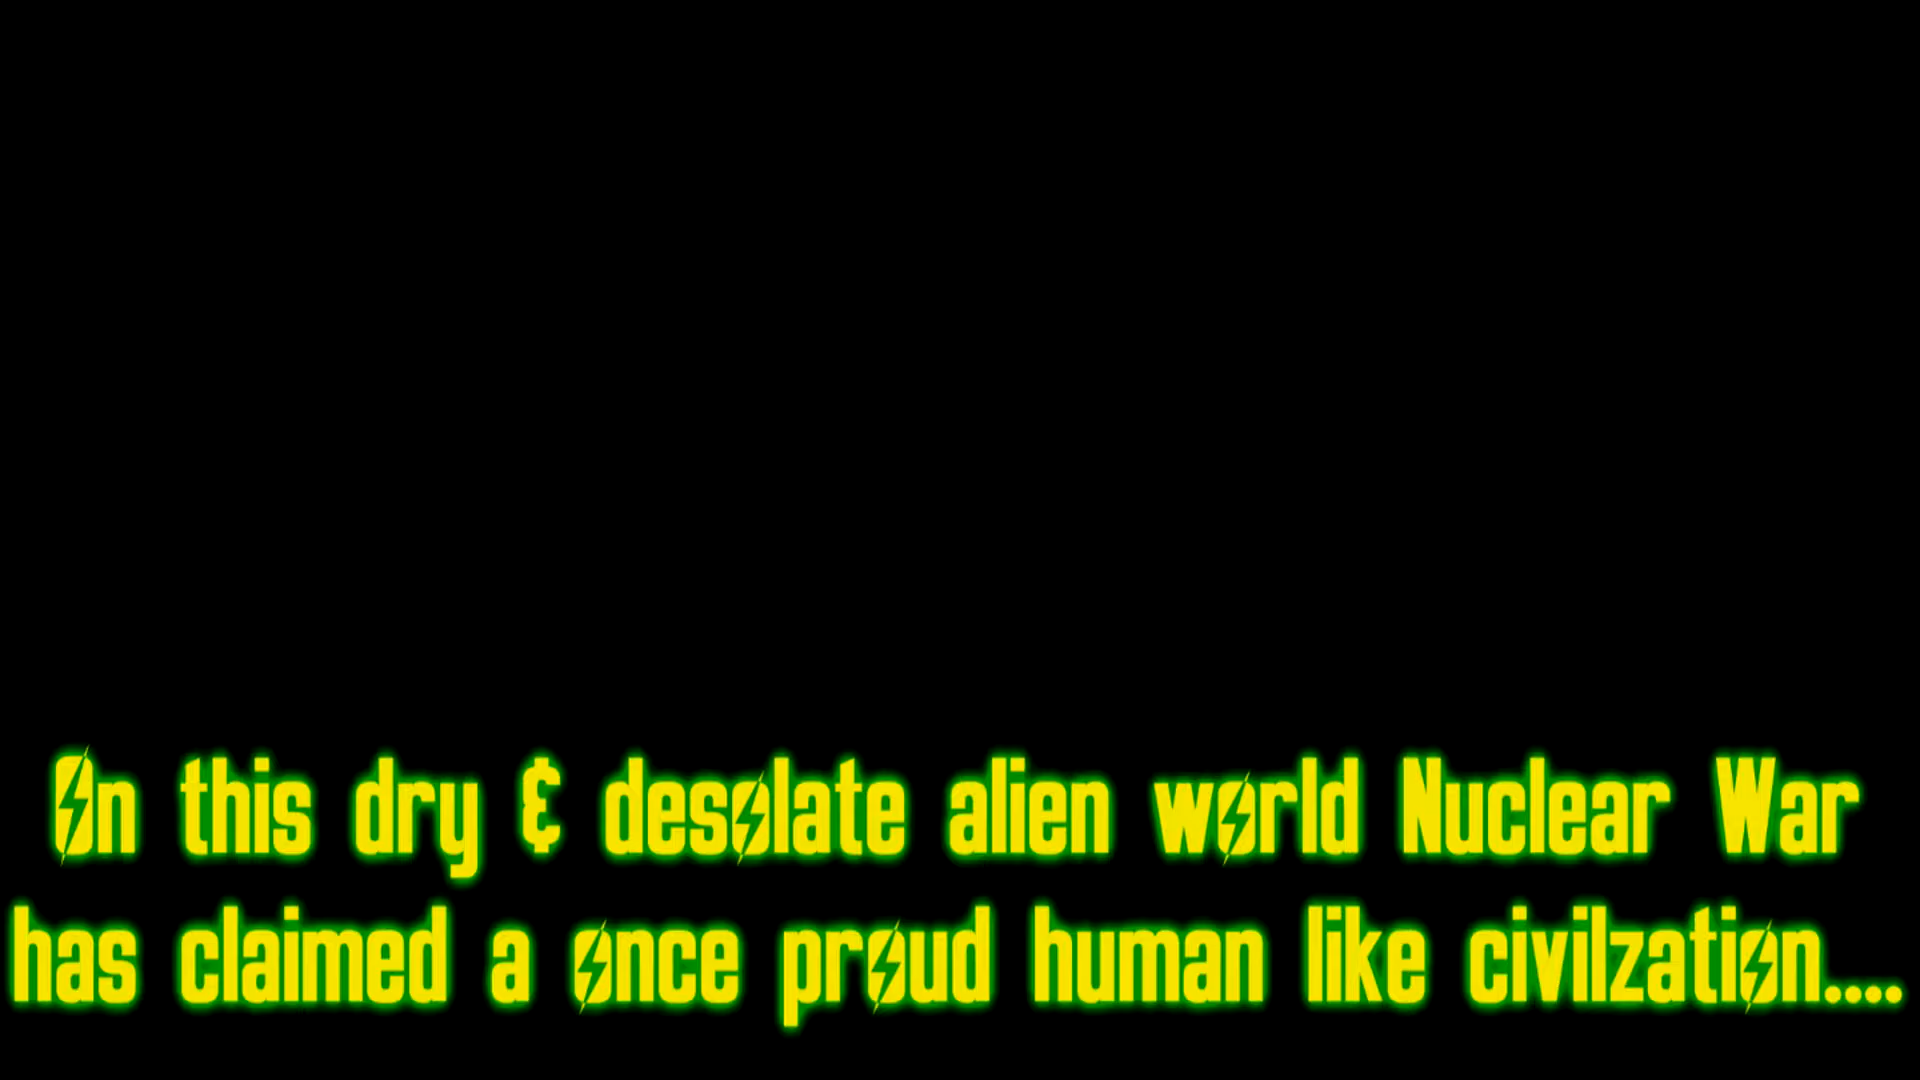 On this dry & desolate alien world Nuclear War
has claimed a once proud human like civilzation....